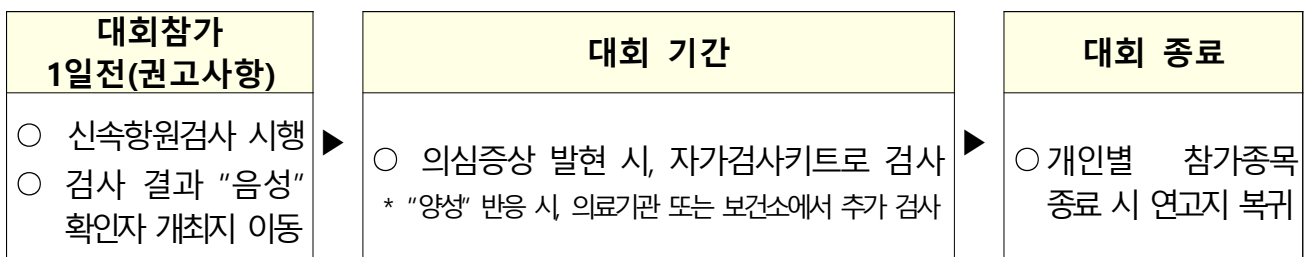 대회참가
1일전(권고사항)
○ 신속항원검사 시행
○ 검사 결과 "음성"
확인자 개최지 이동
▶
대회 기간
○ 의심증상 발현 시, 자가검사키트로 검사
* "양성" 반응 시, 의료기관 또는 보건소에서 추가 검사
▶
대회 종료
○ 개인별 참가종목
종료 시 연고지 복귀